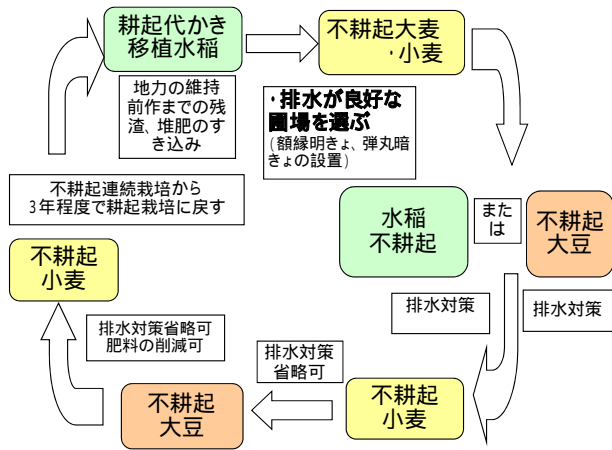 耕起代かき
移植水稲
不耕起大麦
・小麦
地力の維持
前作までの残
渣、堆肥のす
き込み
・排水が良好な
圃場を選ぶ
（額縁明きょ、弾丸暗
きょの設置）
不耕起連続栽培から
3年程度で耕起栽培に戻す
水稲
不耕起
また
は
不耕起
大豆
不耕起
小麦
排水対策
排水対策
排水対策省略可
肥料の削減可
排水対策
省略可
不耕起
小麦
不耕起
大豆